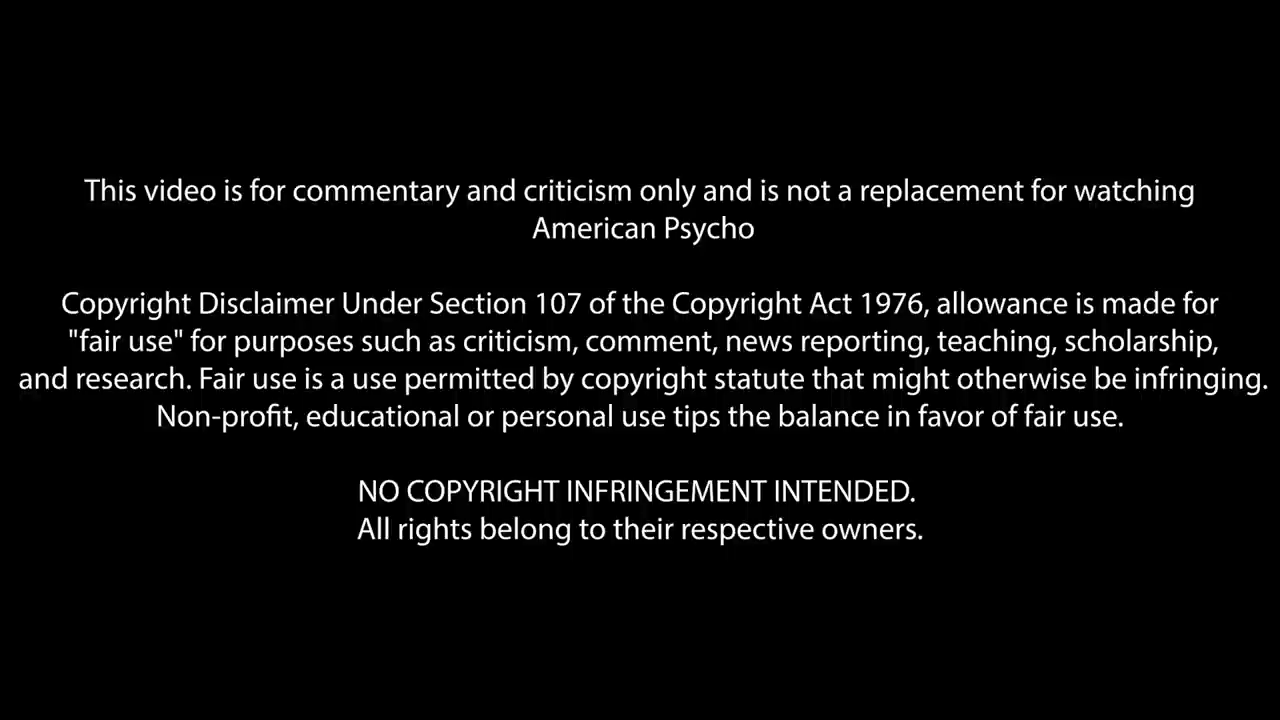 This video is for commentary and criticism only and is not a replacement for watching
American Psycho
Copyright Disclaimer Under Section 107 of the Copyright Act 1976, allowance is made for
"fair use" for purposes such as criticism, comment, news reporting, teaching, scholarship,
and research. Fair use is a use permitted by copyright statute that might otherwise be infringing.
Non-profit, educational or personal use tips the balance in favor of fair use.
NO COPYRIGHT INFRINGEMENT INTENDED.
All rights belong to their respective owners.